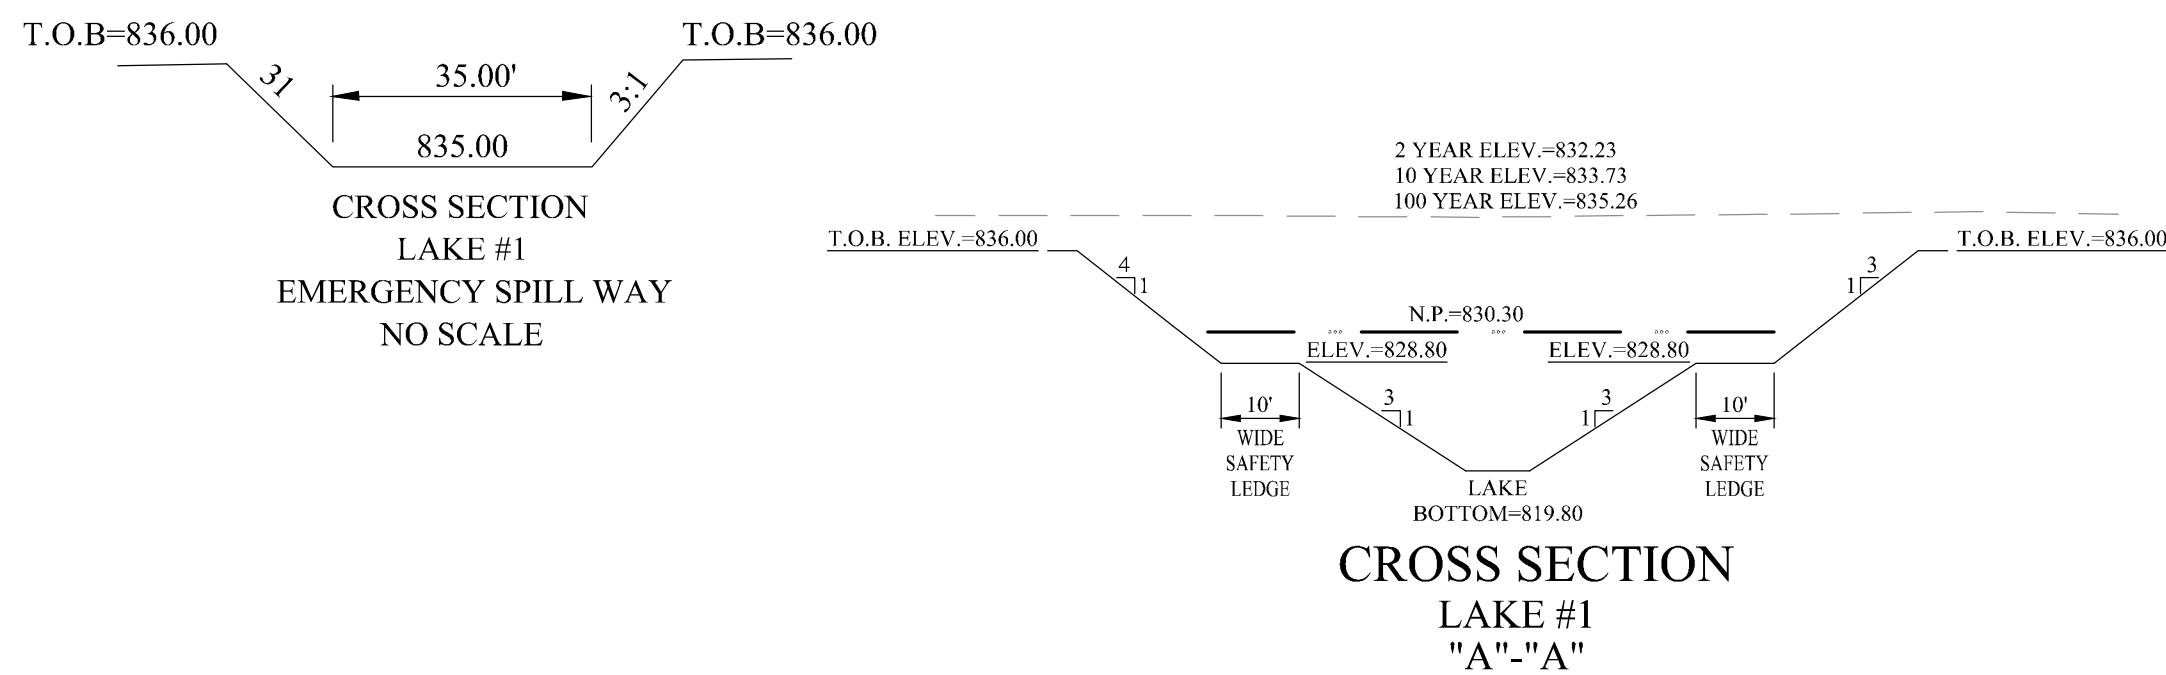 T.O.B=836.00
T.O.B=836.00
31
35.00'
3:1
835.00
CROSS SECTION
LAKE #1
EMERGENCY SPILL WAY
NO SCALE
2 YEAR ELEV.=832.23
10 YEAR ELEV.=833.73
100 YEAR ELEV.=835.26
T.O.B. ELEV.=836.00
T.O.B. ELEV.=836.00
4
1
3
1
N.P.=830.30
ELEV.=828.80
ELEV.=828.80
3
1
3
1
10'
WIDE
SAFETY
LEDGE
10'
WIDE
SAFETY
LEDGE
LAKE
BOTTOM=819.80
CROSS SECTION
LAKE #1
"A"-"A"